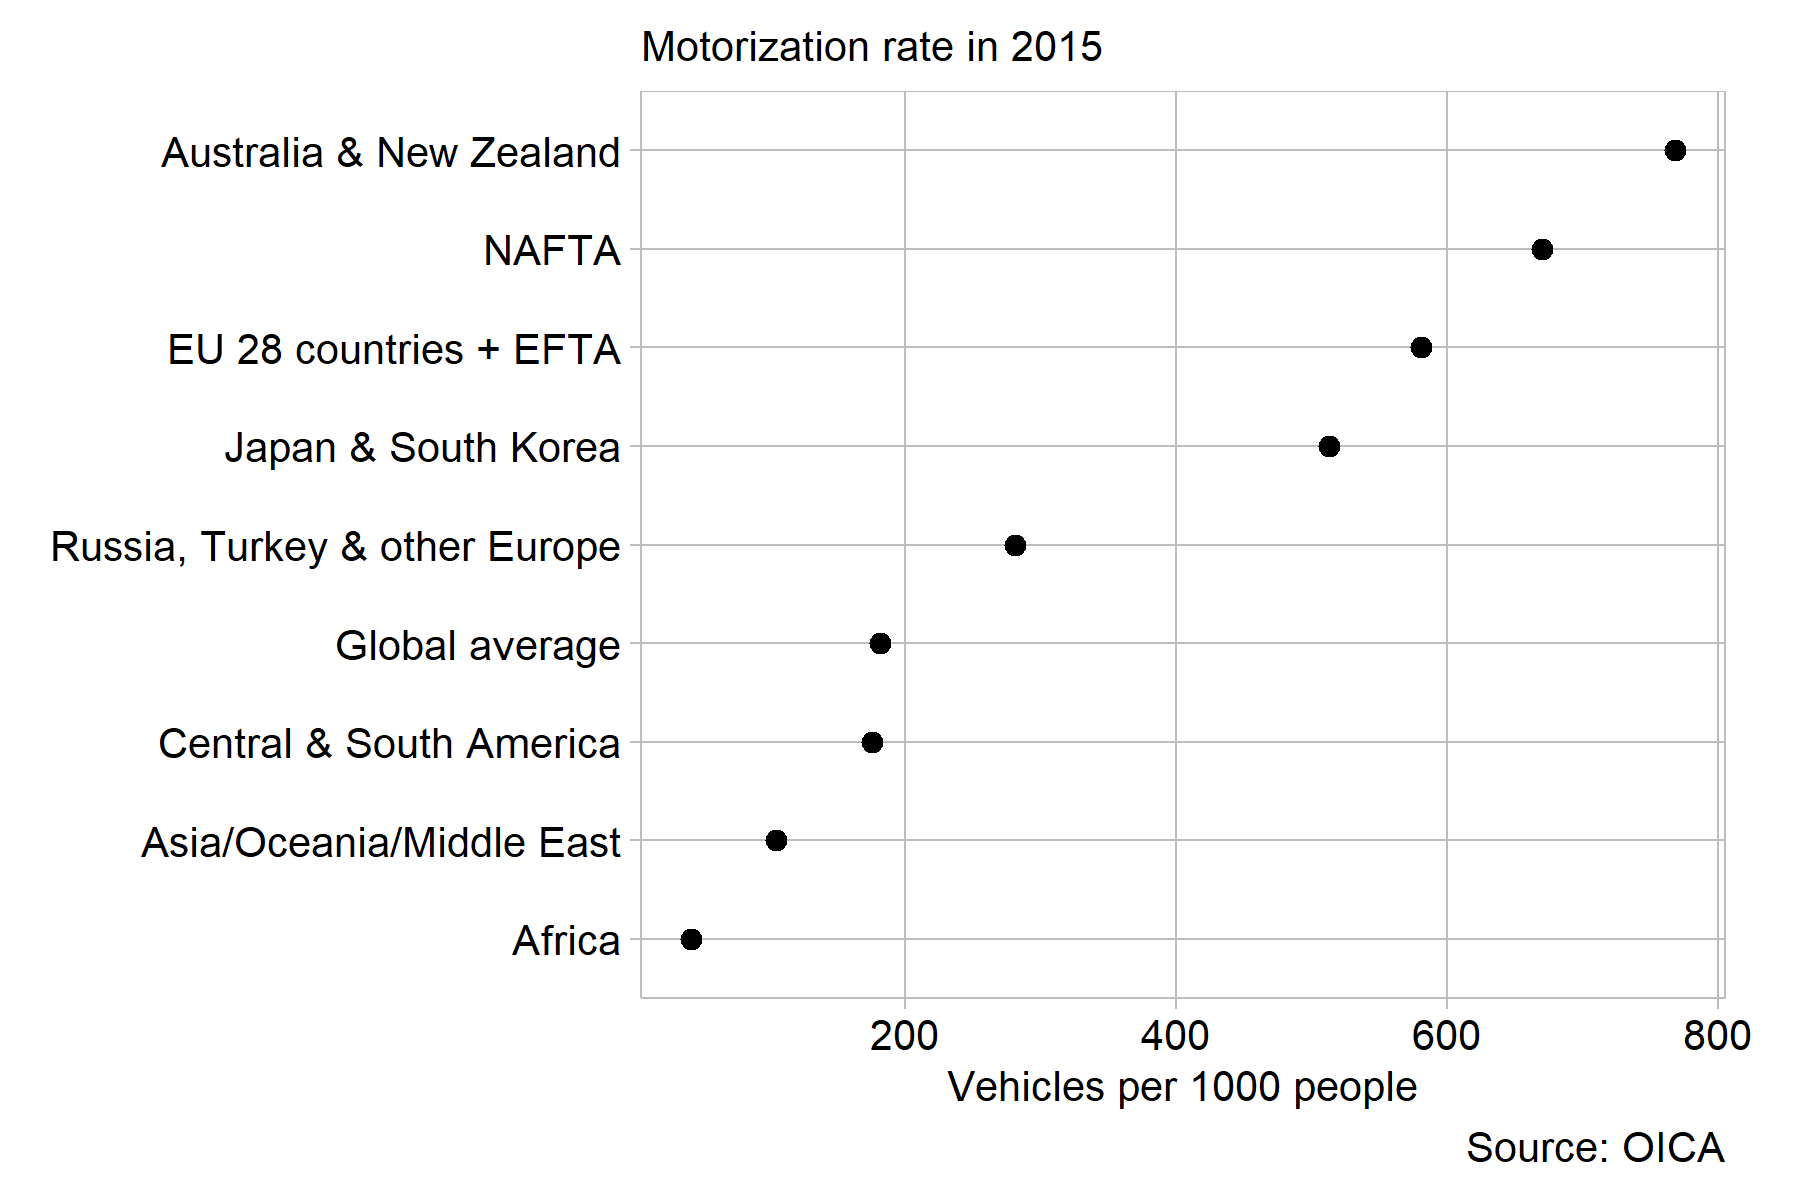 Motorization rate in 2015
Australia & New Zealand
NAFTA
EU 28 countries + EFTA
Japan & South Korea
Russia, Turkey & other Europe
Global average
Central & South America
Asia/Oceania/Middle East
Africa
200 400 600 800
Vehicles per 1000 people
Source: OICA